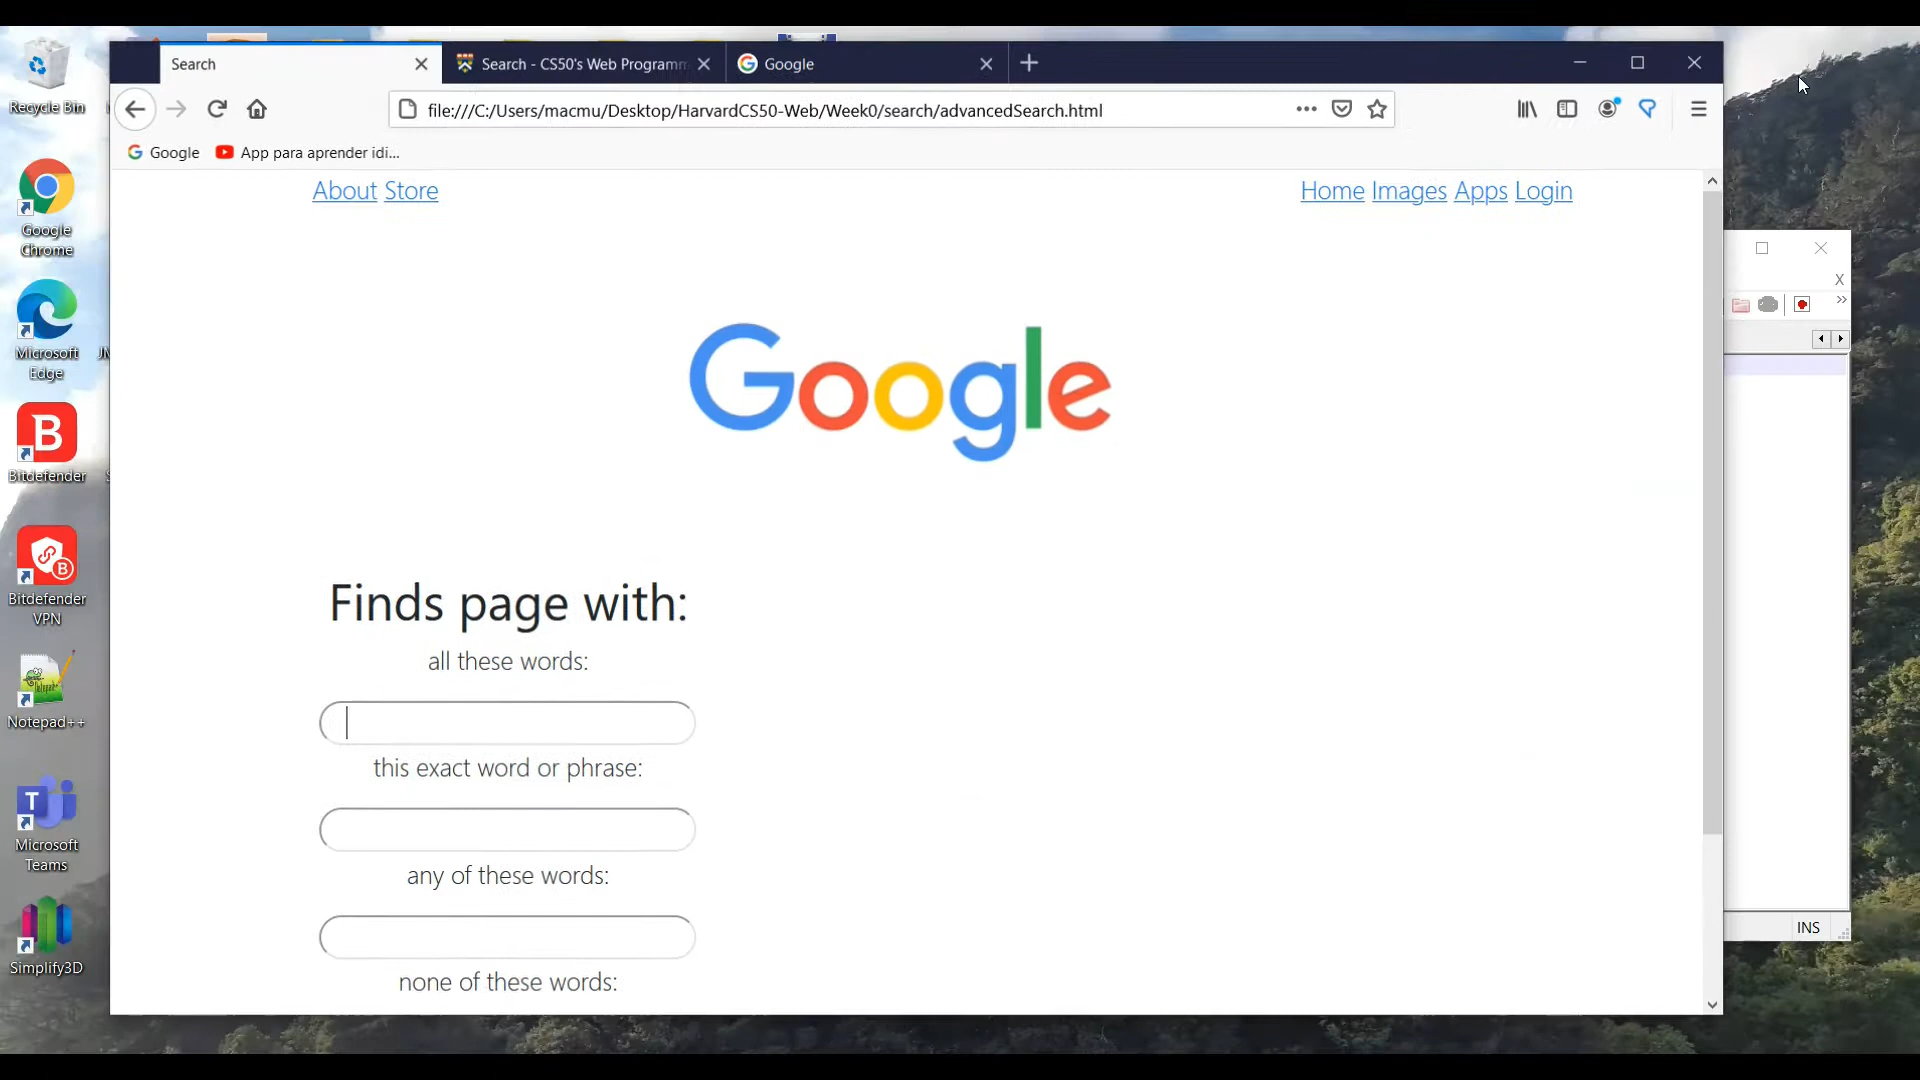 Search
Search - CS50's Web Programm
Google
file:///C:/Users/macmu/Desktop/HarvardCS50-Web/Week0/search/advancedSearch.html
Google
App para aprender idi...
About Store
Home Images Apps Login
Google
Finds page with:
all these words:
this exact word or phrase:
any of these words:
none of these words:
Recycle Bin
Google
Chrome
Microsoft
Edge
Bitdefender
Bitdefender
VPN
Notepad++
Microsoft
Teams
Simplify3D
X
INS